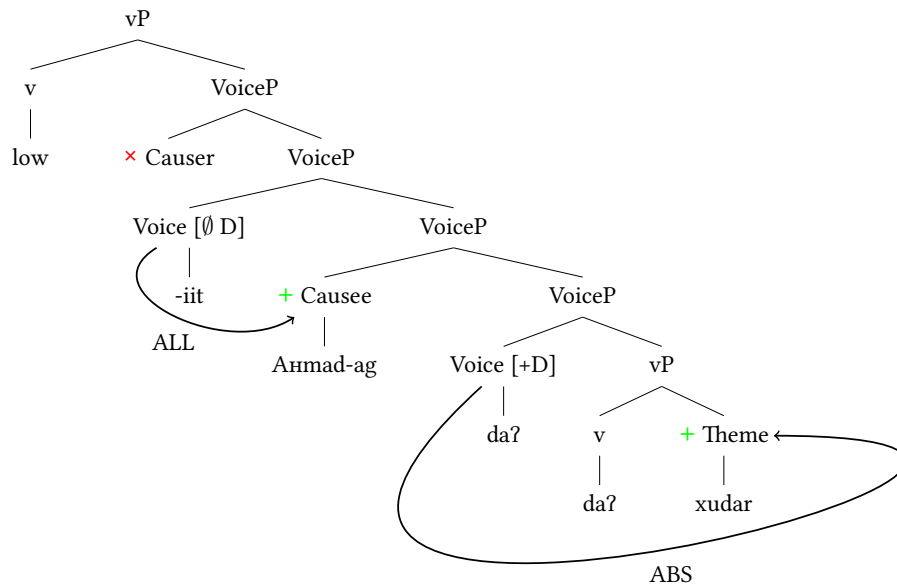 vP
v VoiceP
low × Causer VoiceP
Voice [∅ D] VoiceP
-iit + Causee VoiceP
ALL
Aнmad-ag Voice [+D] vP
daʔ v + Theme
daʔ xudar
ABS